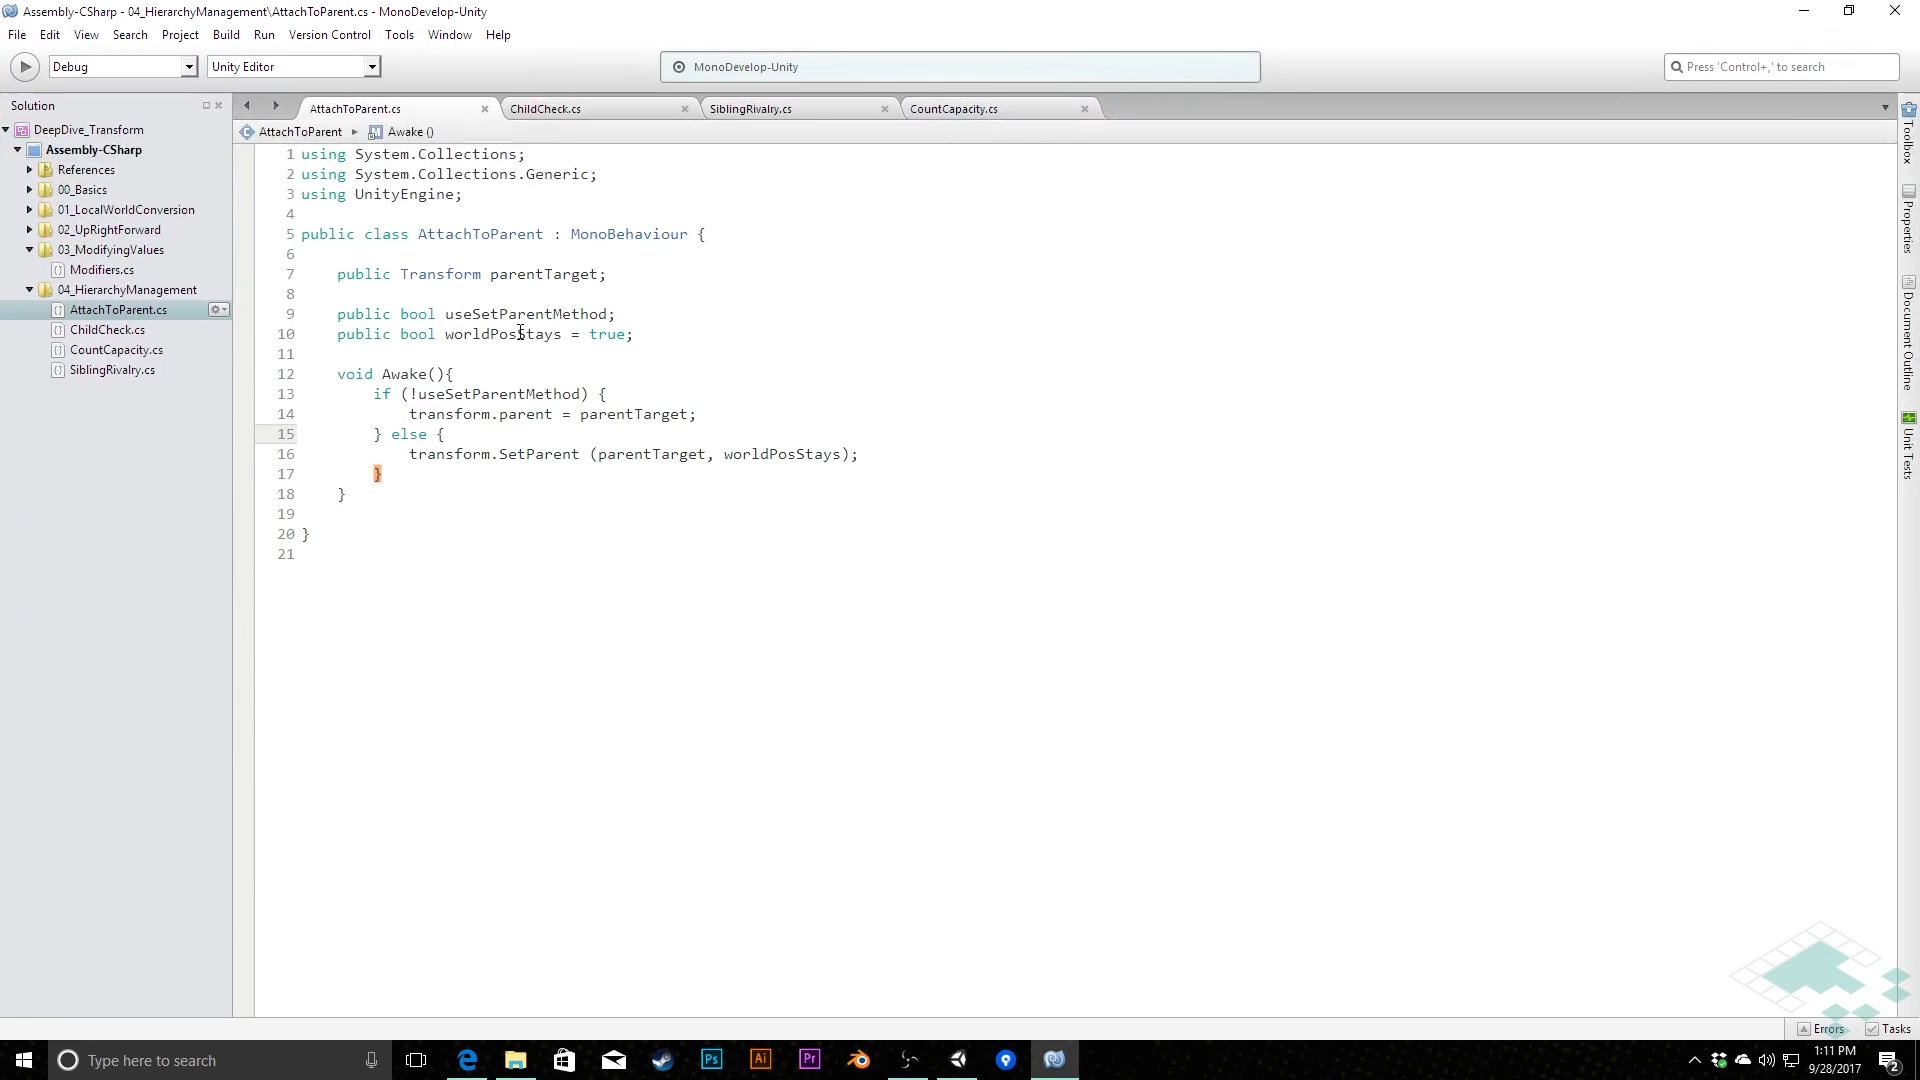 Assembly-CSharp - 04_HierarchyManagement\AttachToParent.cs - MonoDevelop-Unity
File Edit View Search Project Build Run Version Control Tools Window Help
Debug
Unity Editor
MonoDevelop-Unity
Press 'Control+,' to search
Solution
DeepDive_Transform
Assembly-CSharp
References
00_Basics
01_LocalWorldConversion
02_UpRightForward
03_ModifyingValues
Modifiers.cs
04_HierarchyManagement
AttachToParent.cs
ChildCheck.cs
CountCapacity.cs
SiblingRivalry.cs
AttachToParent.cs
ChildCheck.cs
SiblingRivalry.cs
CountCapacity.cs
AttachToParent
Awake ()
1 using System.Collections;
2 using System.Collections.Generic;
3 using UnityEngine;
4
5 public class AttachToParent : MonoBehaviour {
6
7 public Transform parentTarget;
8
9 public bool useSetParentMethod;
10 public bool worldPosStays = true;
11
12 void Awake(){
13 if (!useSetParentMethod) {
14 transform.parent = parentTarget;
15 } else {
16 transform.SetParent (parentTarget, worldPosStays);
17 }
18 }
19
20 }
21
Toolbox
Properties
Document Outline
Unit Tests
Errors
Tasks
Type here to search
Ps
Ai
Pr
1:11 PM
9/28/2017
2